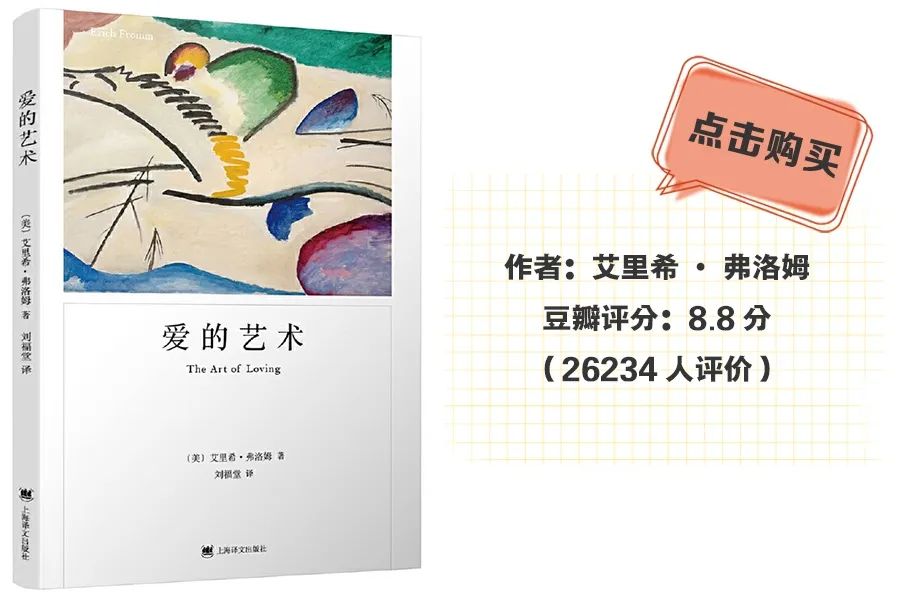 爱的艺术
（美）艾里希·弗洛姆 著
刘福堂 译
上海译文出版社
Erich Fromm
爱的艺术
The Art of Loving
（美）艾里希·弗洛姆 著
刘福堂 译
上海译文出版社
点击购买
作者：艾里希 · 弗洛姆
豆瓣评分：8.8 分
（26234 人评价）